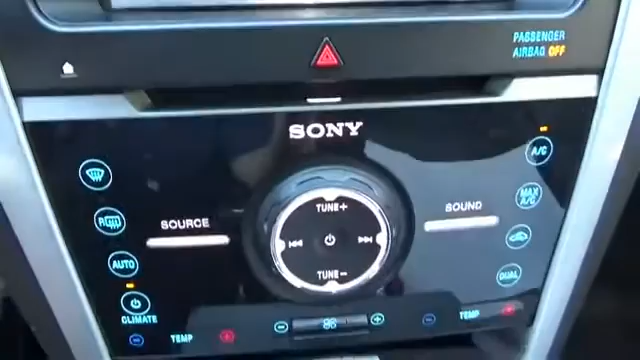 PASSENGER
AIRBAG OFF
SONY
A/C
TUNE+
MAX A/C
SOURCE
SOUND
R
AUTO
TUNE−
DUAL
CLIMATE
TEMP
TEMP